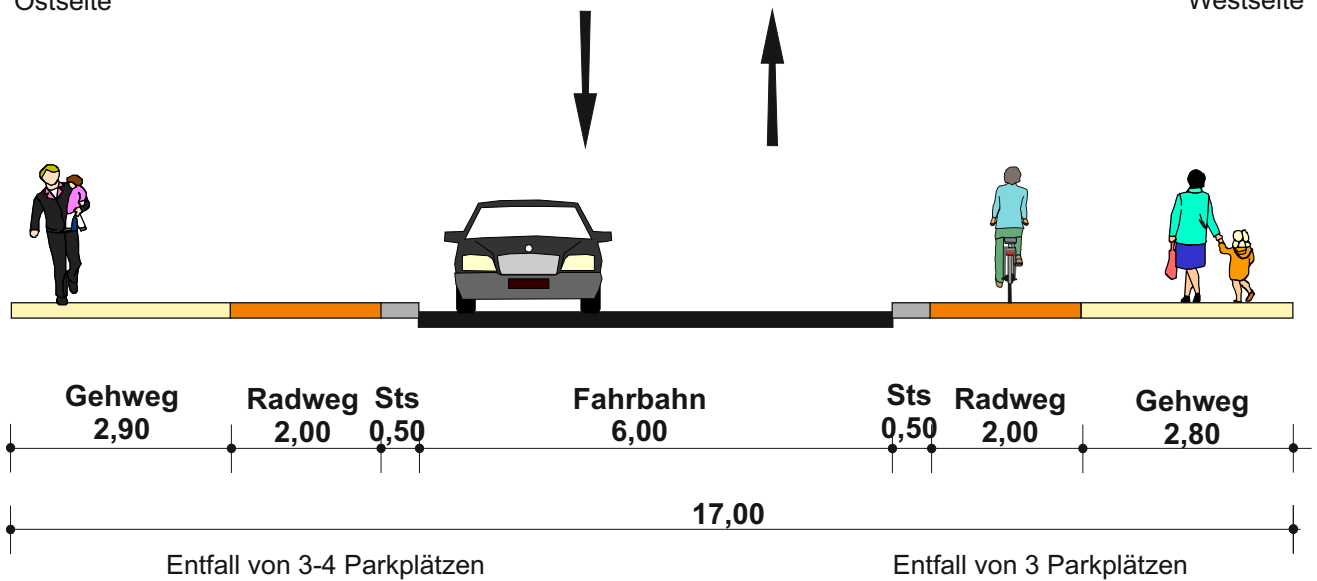 Ostseite Westseite
Gehweg Radweg Sts Fahrbahn Sts Radweg Gehweg
2,90 2,00 0,50 6,00 0,50 2,00 2,80
17,00
Entfall von 3-4 Parkplätzen Entfall von 3 Parkplätzen